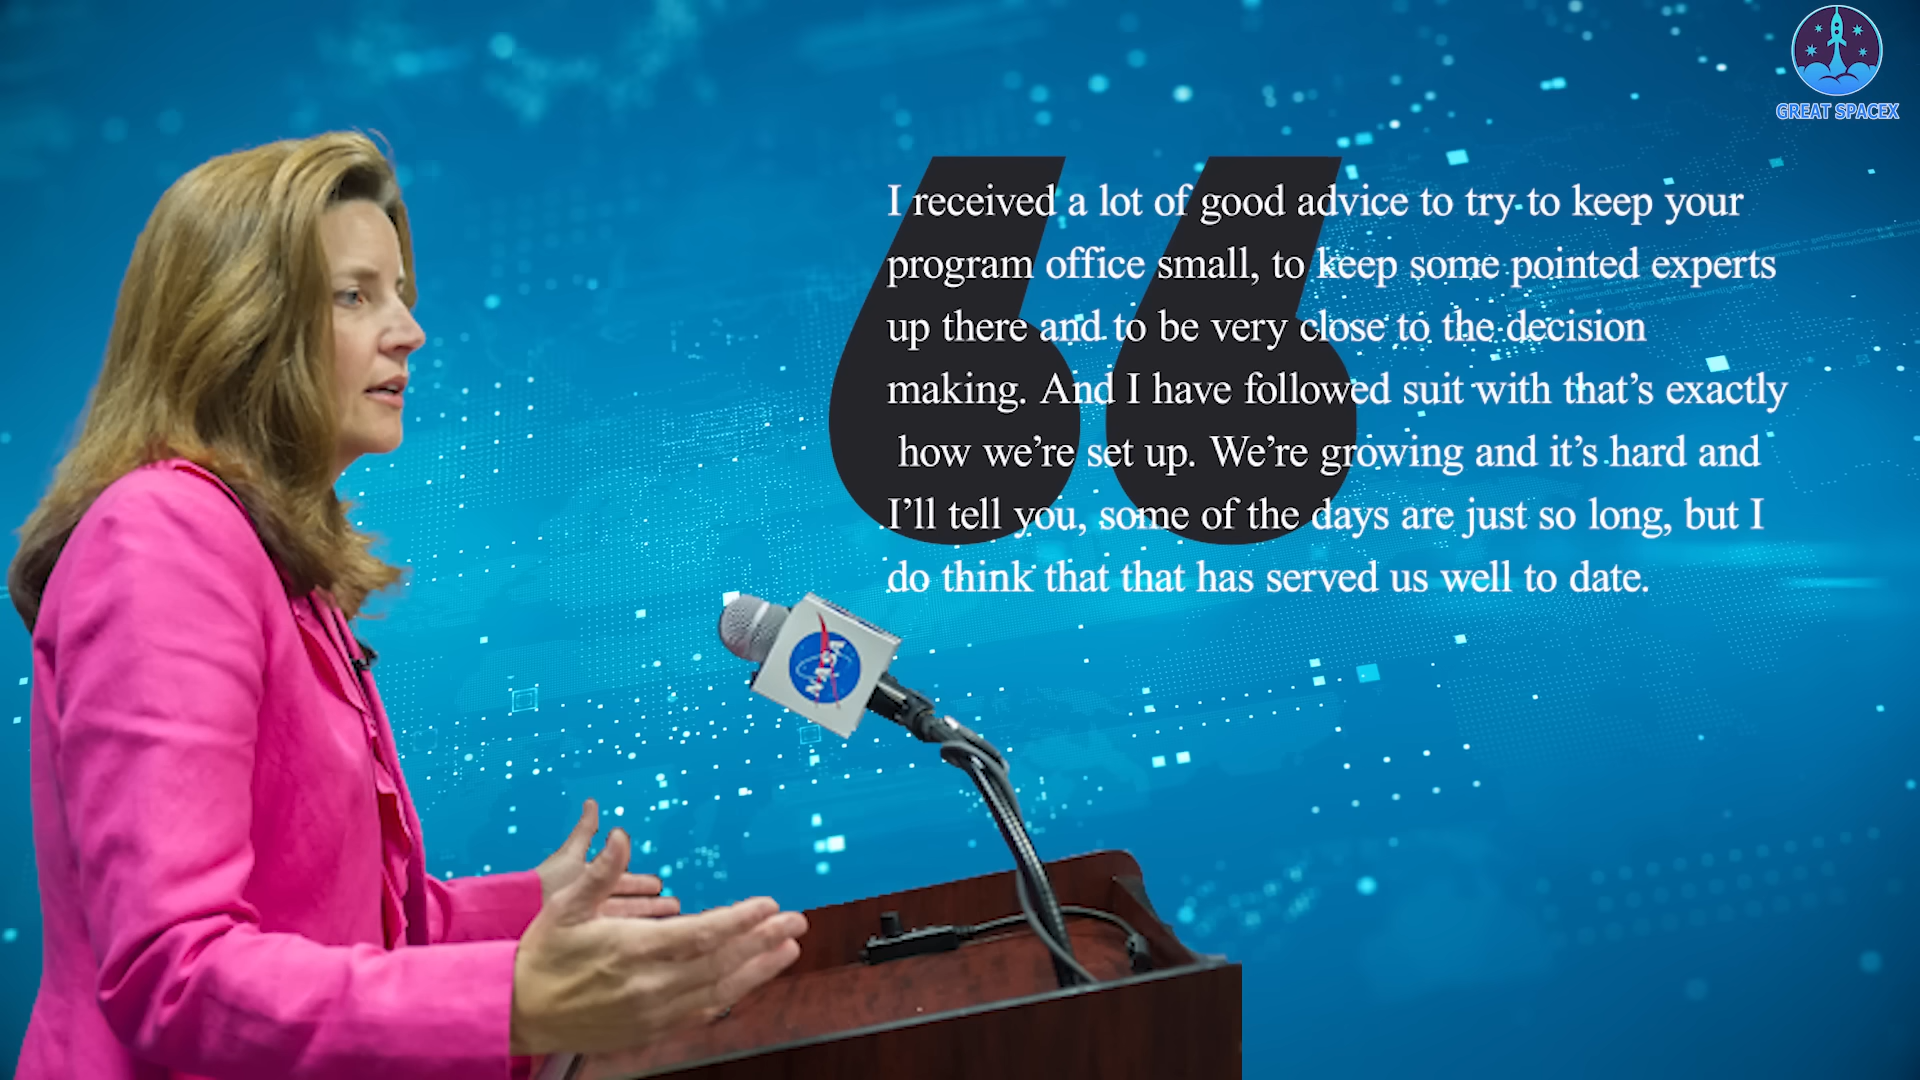 GREAT SPACEX
I received a lot of good advice to try to keep your
program office small, to keep some pointed experts
up there and to be very close to the decision
making. And I have followed suit with that’s exactly
how we’re set up. We’re growing and it’s hard and
I’ll tell you, some of the days are just so long, but I
do think that that has served us well to date.
NASA